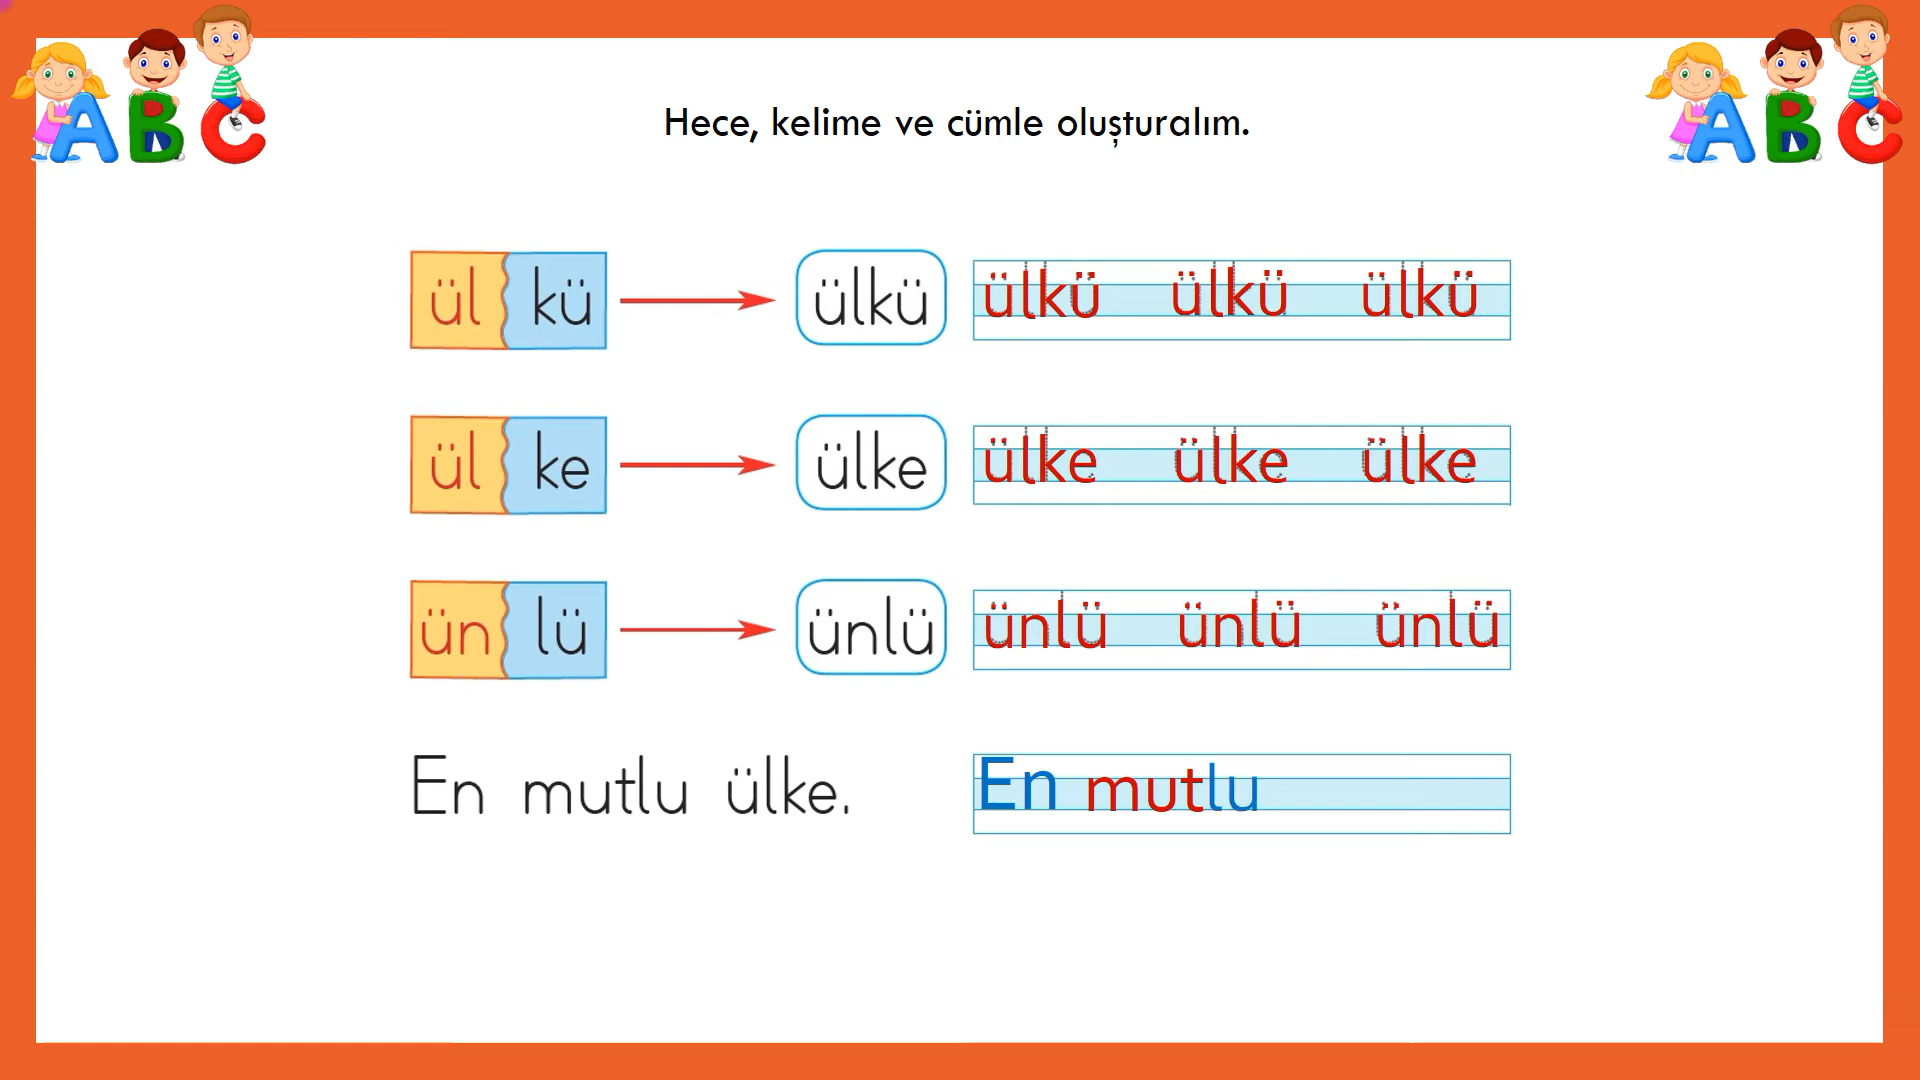 A B C
A B C
Hece, kelime ve cümle oluşturalım.
ül kü ülkü ülkü ülkü ülkü
ül ke ülke ülke ülke ülke
ün lü ünlü ünlü ünlü ünlü
En mutlu ülke. En mutlu